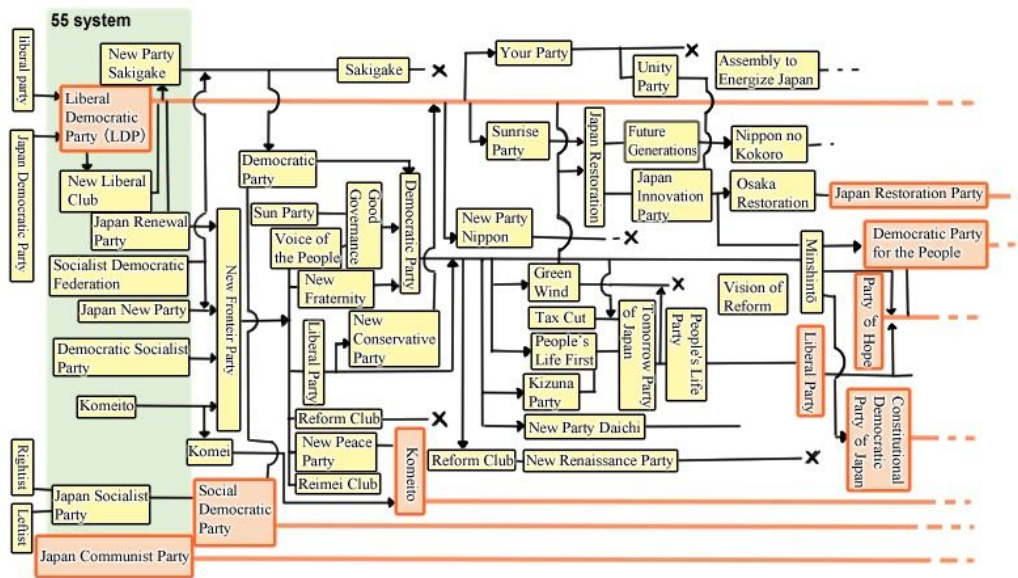 55 system
liberal party
Japan Democratic Party
Rightist
Leftist
New Party
Sakigake
Liberal
Democratic
Party (LDP)
New Liberal
Club
Japan Renewal
Party
Socialist Democratic
Federation
Japan New Party
Democratic Socialist
Party
Komeito
Komei
Japan Socialist
Party
Social
Democratic
Party
Japan Communist Party
New Fronteir Party
Sakigake
Democratic
Party
Sun Party
Voice of
the People
Good
Governance
New
Fraternity
Democratic Party
Liberal Party
New
Conservative
Party
Reform Club
New Peace
Party
Reimei Club
Komeito
Your Party
Unity
Party
Assembly to
Energize Japan
Sunrise
Party
Japan Restoration
Future
Generations
Nippon no
Kokoro
Japan
Innovation
Party
Osaka
Restoration
Japan Restoration Party
New Party
Nippon
Green
Wind
Tax Cut
People`s
Life First
Kizuna
Party
Tomorrow Party
of Japan
People's Life
Party
New Party Daichi
Reform Club
New Renaissance Party
Vision of
Reform
Minshintō
Democratic Party
for the People
Party
of Hope
Liberal Party
Constitutional
Democratic
Party of Japan